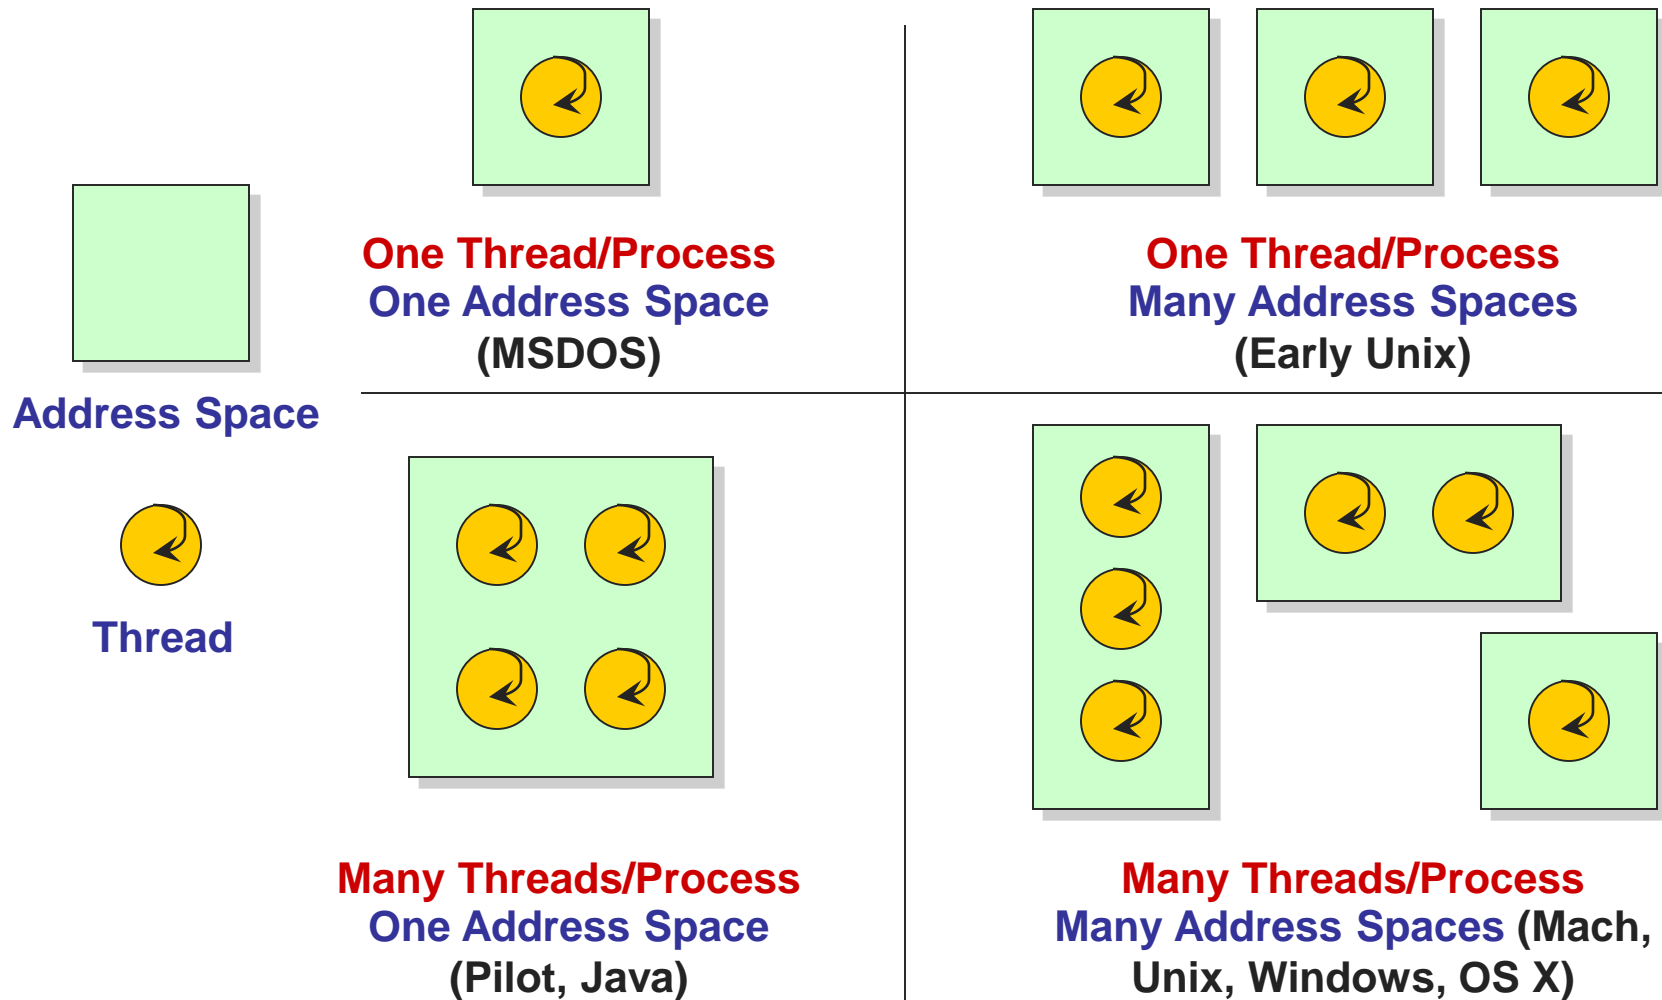 One Thread/Process
One Address Space
(MSDOS)
One Thread/Process
Many Address Spaces
(Early Unix)
Address Space
Thread
Many Threads/Process
One Address Space
(Pilot, Java)
Many Threads/Process
Many Address Spaces (Mach,
Unix, Windows, OS X)